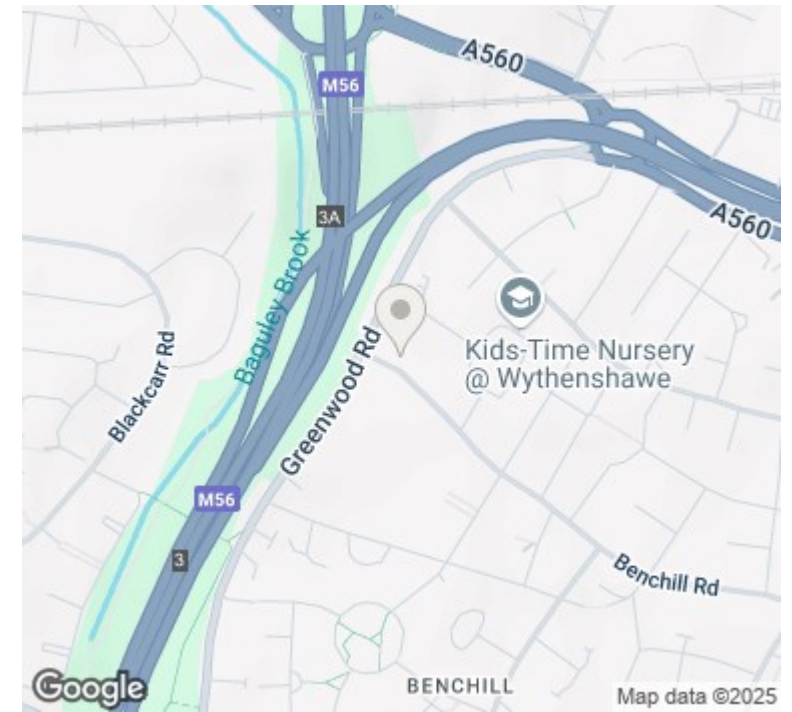 A560
M56
3A
A560
Baguley Brook
Kids-Time Nursery
@ Wythenshawe
Blackcarr Rd
Greenwood Rd
M56
3
Benchill Rd
BENCHILL
Google
Map data ©2025